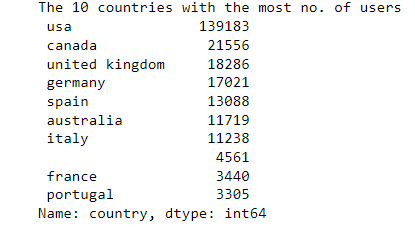 The 10 countries with the most no. of users
usa 139183
canada 21556
united kingdom 18286
germany 17021
spain 13088
australia 11719
italy 11238
4561
france 3440
portugal 3305
Name: country, dtype: int64